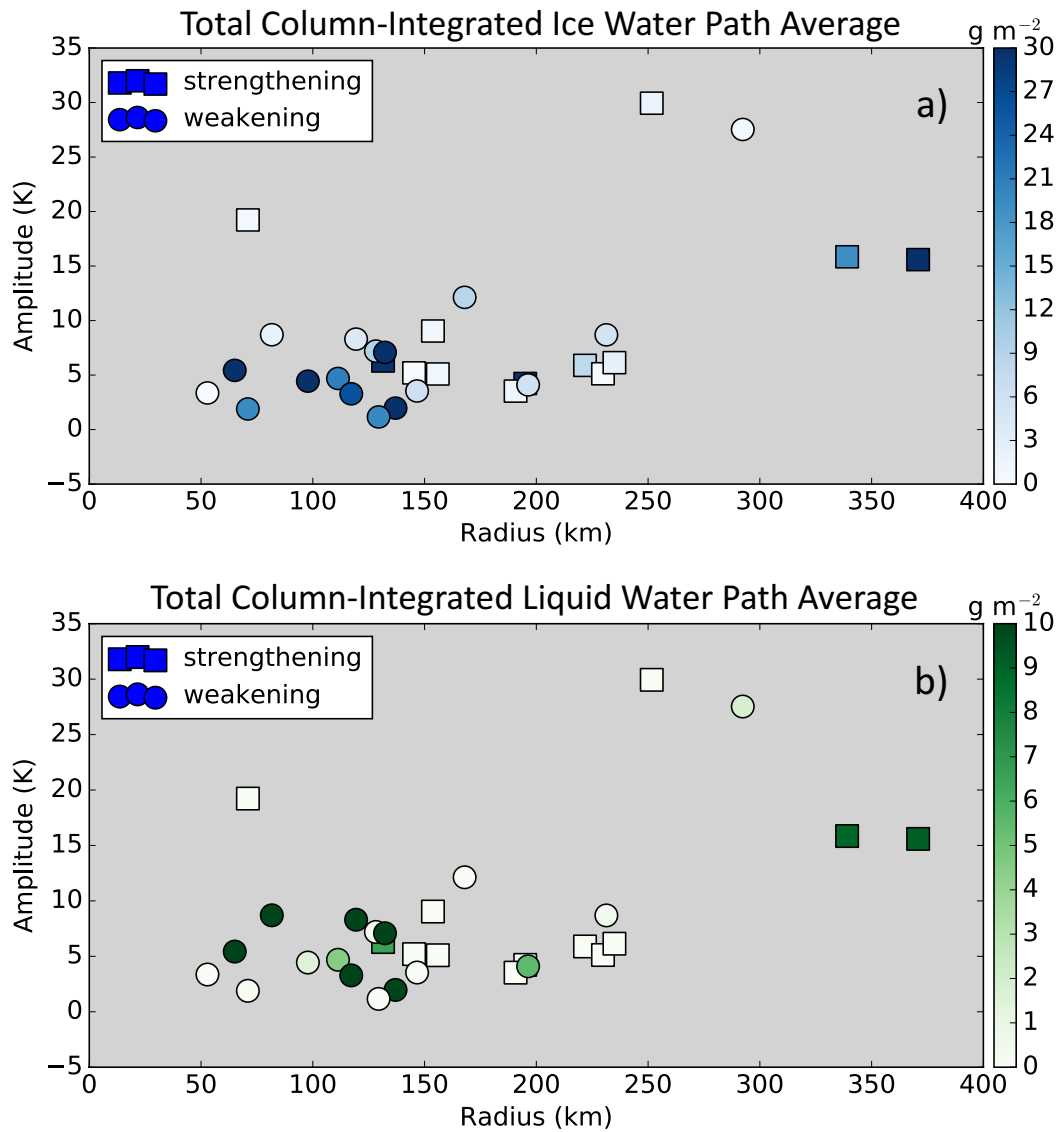 Total Column-Integrated Ice Water Path Average
g m⁻²
35
30
25
20
15
10
5
0
−5
Amplitude (K)
strengthening
weakening
a)
30
27
24
21
18
15
12
9
6
3
0
0 50 100 150 200 250 300 350 400
Radius (km)
Total Column-Integrated Liquid Water Path Average
g m⁻²
35
30
25
20
15
10
5
0
−5
Amplitude (K)
strengthening
weakening
b)
10
9
8
7
6
5
4
3
2
1
0
0 50 100 150 200 250 300 350 400
Radius (km)